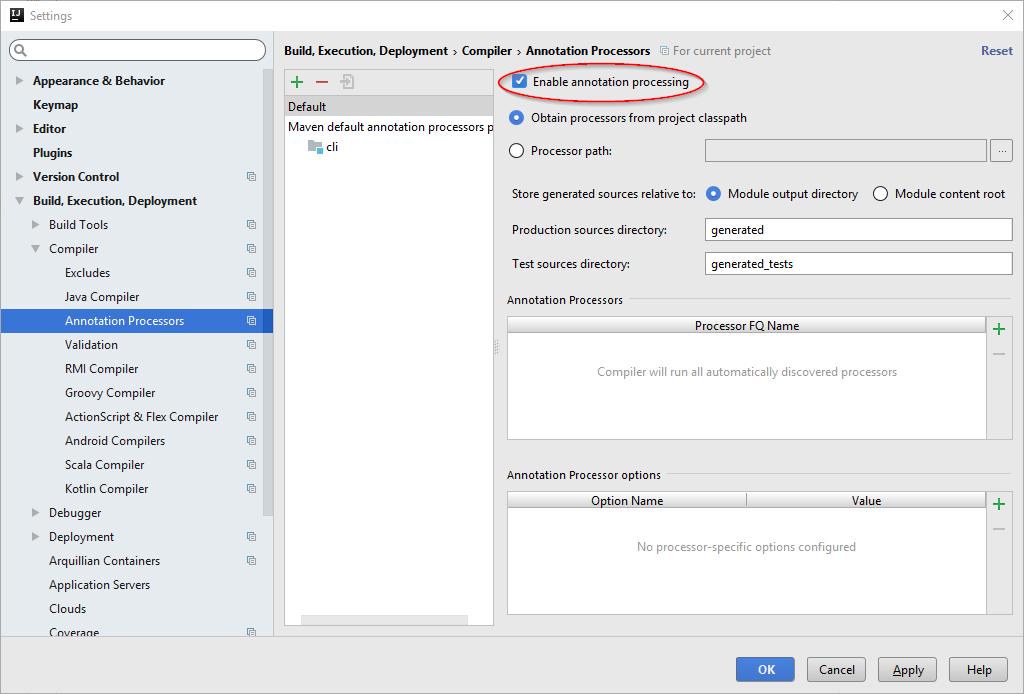 Settings
Appearance & Behavior
Keymap
Editor
Plugins
Version Control
Build, Execution, Deployment
Build Tools
Compiler
Excludes
Java Compiler
Annotation Processors
Validation
RMI Compiler
Groovy Compiler
ActionScript & Flex Compiler
Android Compilers
Scala Compiler
Kotlin Compiler
Debugger
Deployment
Arquillian Containers
Application Servers
Clouds
Coverage
Build, Execution, Deployment › Compiler › Annotation Processors For current project Reset
Default
Maven default annotation processors p
cli
Enable annotation processing
Obtain processors from project classpath
Processor path: ...
Store generated sources relative to: Module output directory Module content root
Production sources directory: generated
Test sources directory: generated_tests
Annotation Processors
Processor FQ Name
Compiler will run all automatically discovered processors
Annotation Processor options
Option Name Value
No processor-specific options configured
OK Cancel Apply Help